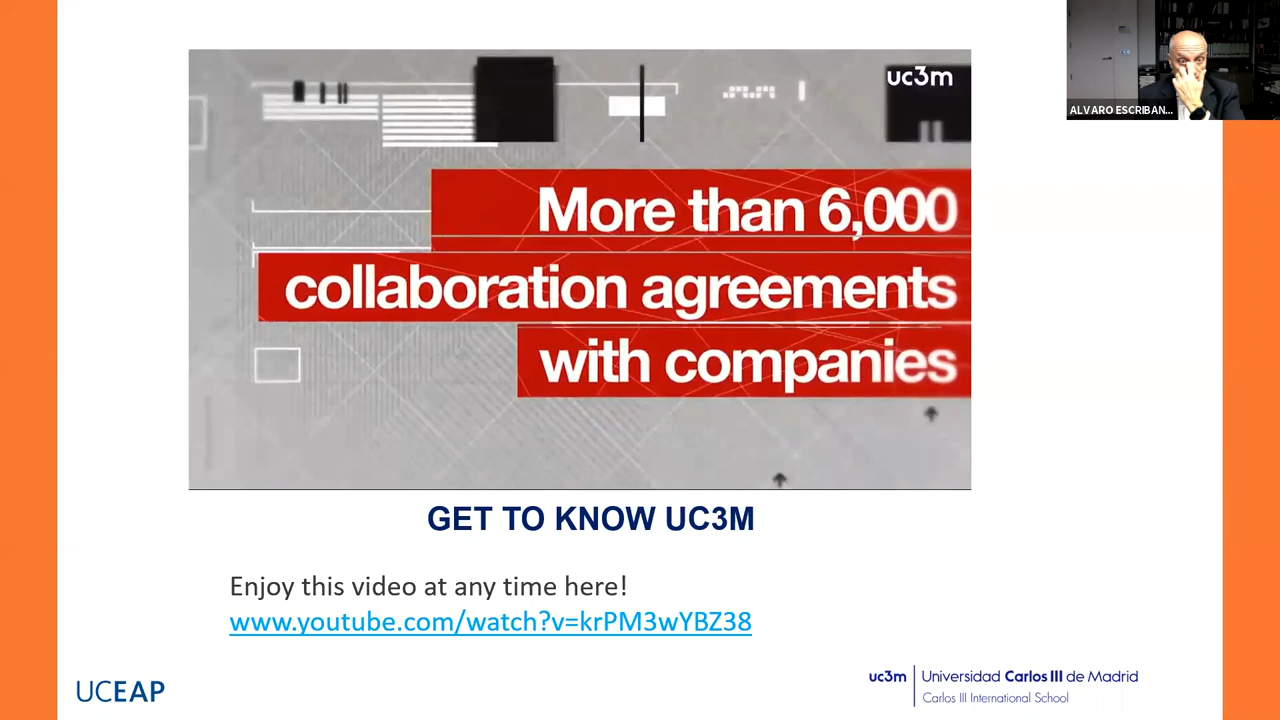 uc3m
More than 6,000
collaboration agreements
with companies
ALVARO ESCRIBAN...
GET TO KNOW UC3M
Enjoy this video at any time here!
www.youtube.com/watch?v=krPM3wYBZ38
UCEAP
uc3m Universidad Carlos III de Madrid
Carlos III International School